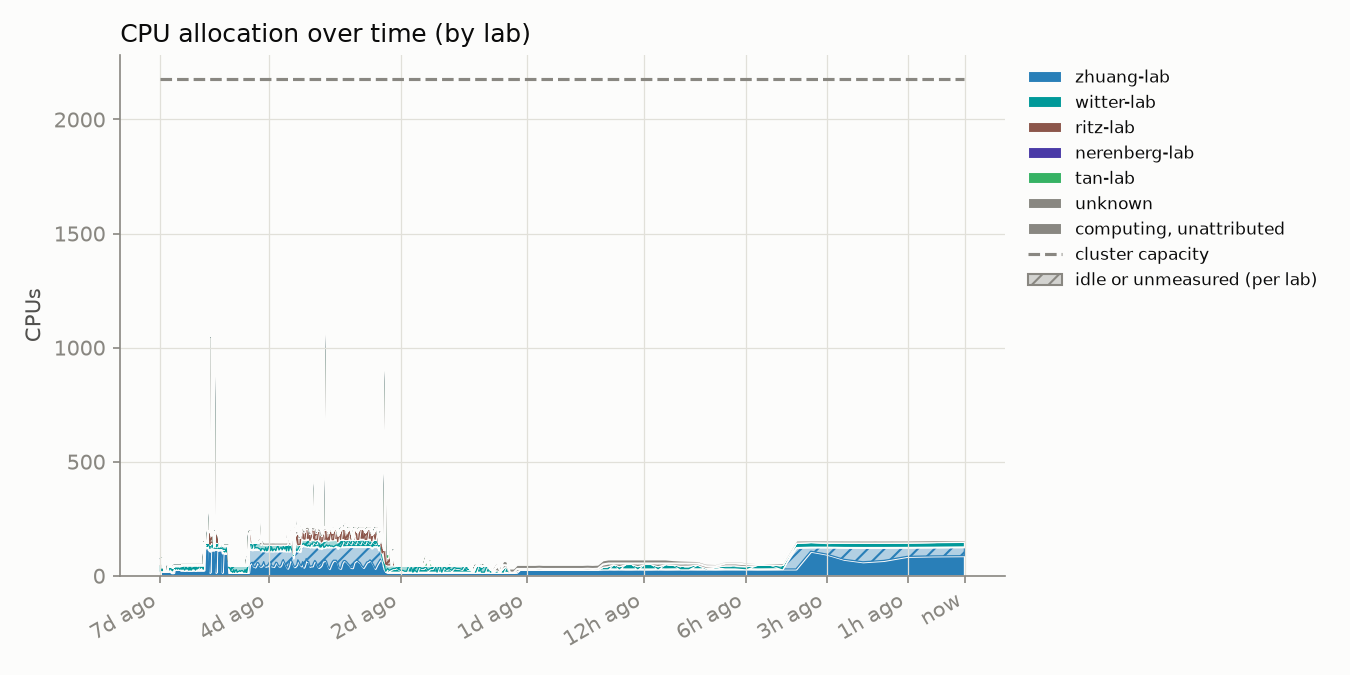 CPU allocation over time (by lab)
CPUs
2000
1500
1000
500
0
7d ago
4d ago
2d ago
1d ago
12h ago
6h ago
3h ago
1h ago
now
zhuang-lab
witter-lab
ritz-lab
nerenberg-lab
tan-lab
unknown
computing, unattributed
cluster capacity
idle or unmeasured (per lab)